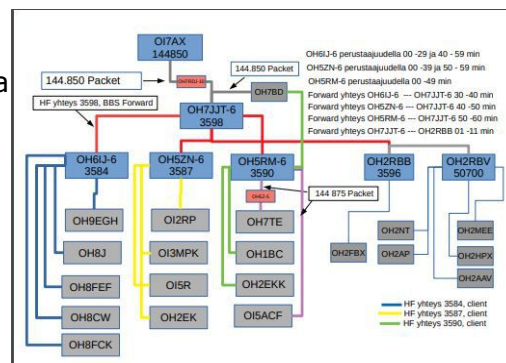 a
OI7AX
144850
144.850 Packet
144.850 Packet
OH7BD
HF yhteys 3598, BBS Forward
OH7JJT-6
3598
OH6IJ-6 perustaajuudella 00 -29 ja 40 - 59 min
OH5ZN-6 perustaajuudella 00 -39 ja 50 - 59 min
OH5RM-6 perustaajuudella 00 -49 min
Forward yhteys OH6IJ-6 --- OH7JJT-6 30 -40 min
Forward yhteys OH5ZN-6 --- OH7JJT-6 40 -50 min
Forward yhteys OH5RM-6 --- OH7JJT-6 50 -60 min
Forward yhteys OH7JJT-6 --- OH2RBB 01 -11 min
OH6IJ-6
3584
OH5ZN-6
3587
OH5RM-6
3590
OH2RBB
3596
OH2RBV
50700
144 875 Packet
OH9EGH
OH8J
OH8FEF
OH8CW
OH8FCK
OI2RP
OI3MPK
OI5R
OH2EK
OH7TE
OH1BC
OH2EKK
OI5ACF
OH2FBX
OH2NT
OH2AP
OH2MEE
OH2HPX
OH2AAV
HF yhteys 3584, client
HF yhteys 3587, client
HF yhteys 3590, client